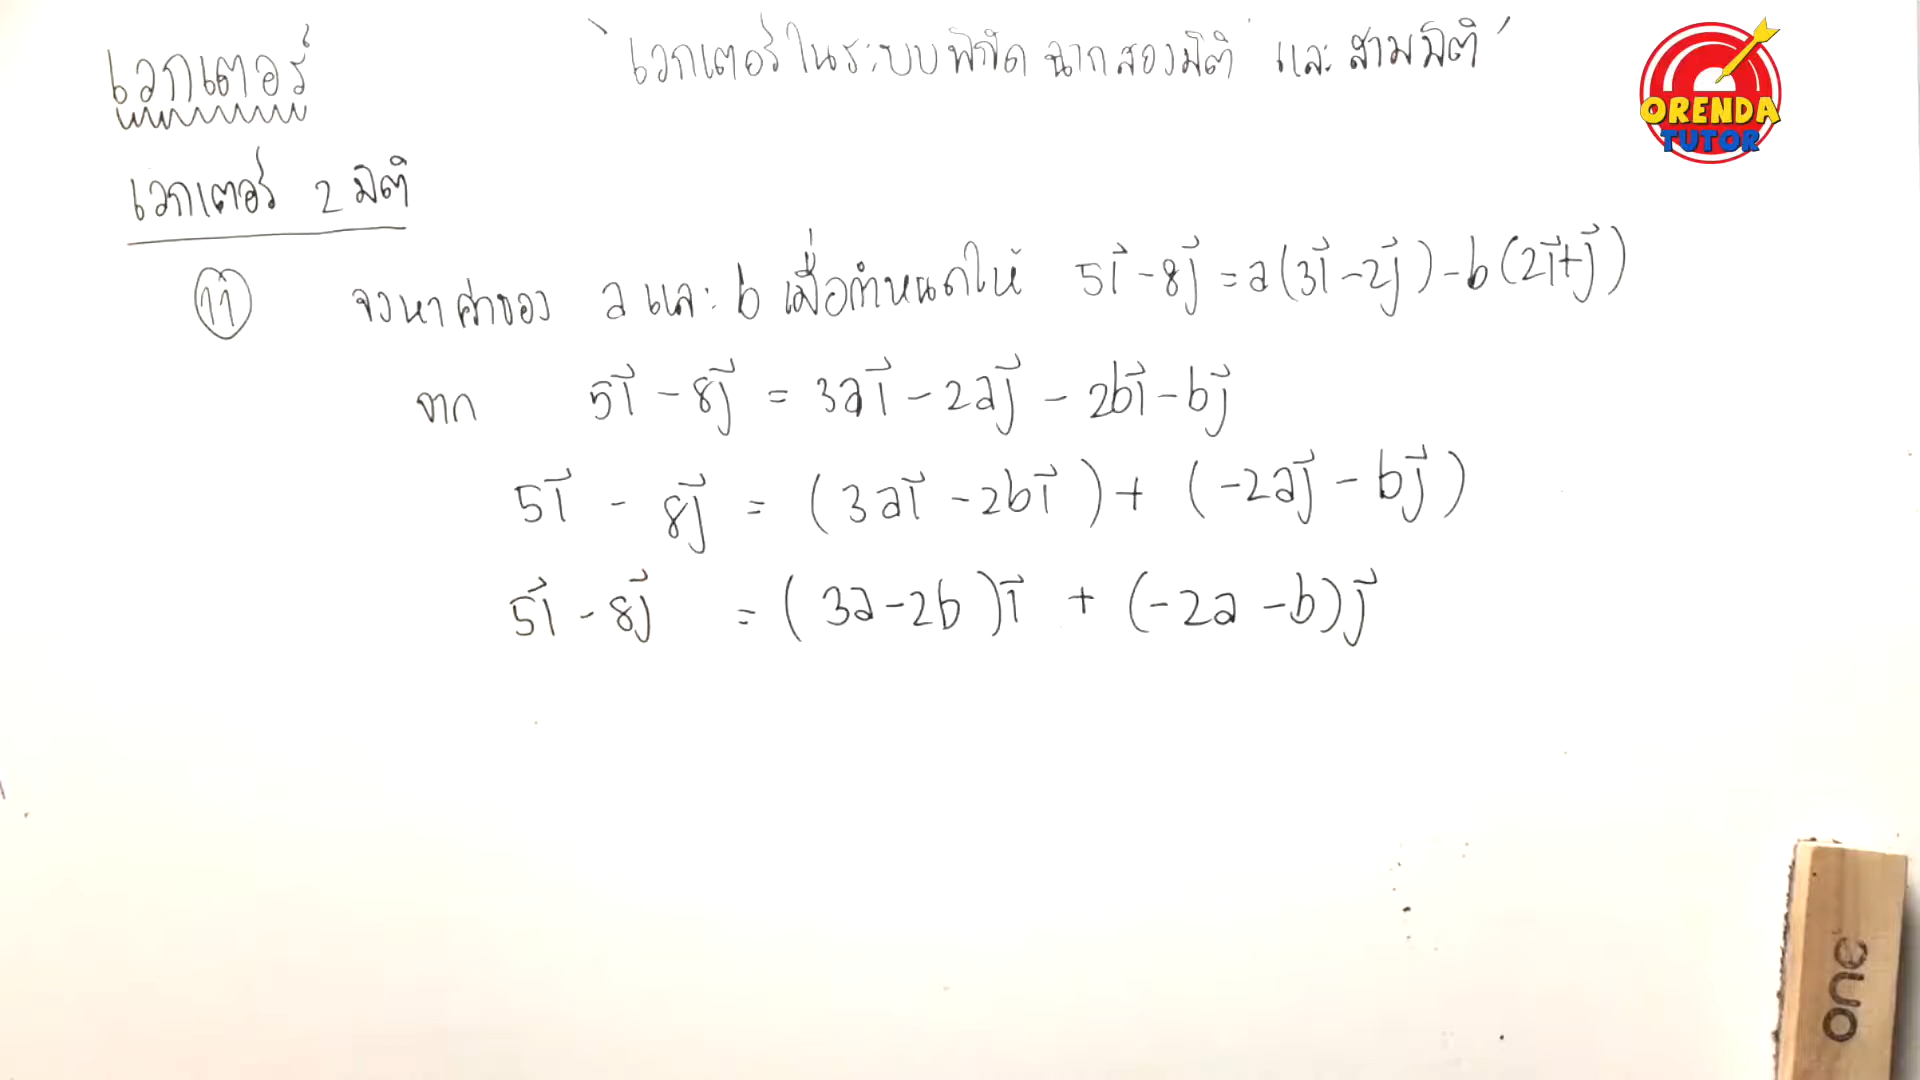 เวกเตอร์
'เวกเตอร์ในระบบพิกัดฉากสองมิติ และ สามมิติ'
ORENDA
TUTOR
เวกเตอร์ 2 มิติ
11 จงหาค่าของ a และ b เมื่อกำหนดให้ 5i⃗ - 8j⃗ = a(3i⃗ - 2j⃗) - b(2i⃗ + j⃗)
จาก 5i⃗ - 8j⃗ = 3ai⃗ - 2aj⃗ - 2bi⃗ - bj⃗
5i⃗ - 8j⃗ = (3ai⃗ - 2bi⃗) + (-2aj⃗ - bj⃗)
5i⃗ - 8j⃗ = (3a - 2b)i⃗ + (-2a - b)j⃗
ONE